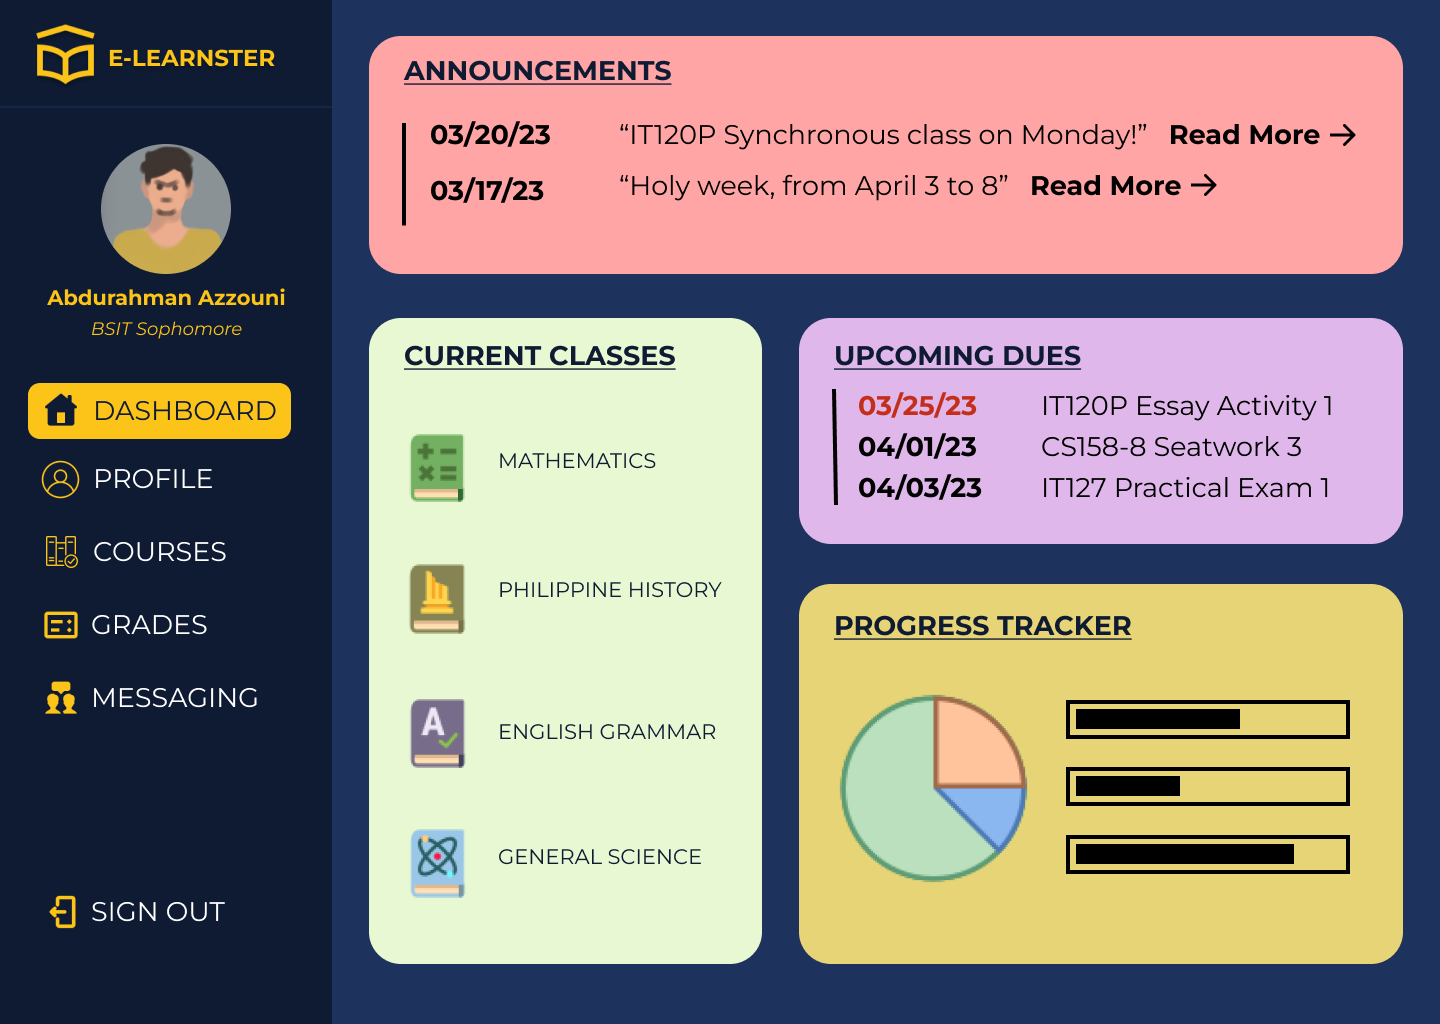 E-LEARNSTER
Abdurahman Azzouni
BSIT Sophomore
DASHBOARD
PROFILE
COURSES
GRADES
MESSAGING
SIGN OUT
ANNOUNCEMENTS
03/20/23 “IT120P Synchronous class on Monday!” Read More →
03/17/23 “Holy week, from April 3 to 8” Read More →
CURRENT CLASSES
MATHEMATICS
PHILIPPINE HISTORY
A
ENGLISH GRAMMAR
GENERAL SCIENCE
UPCOMING DUES
03/25/23 IT120P Essay Activity 1
04/01/23 CS158-8 Seatwork 3
04/03/23 IT127 Practical Exam 1
PROGRESS TRACKER